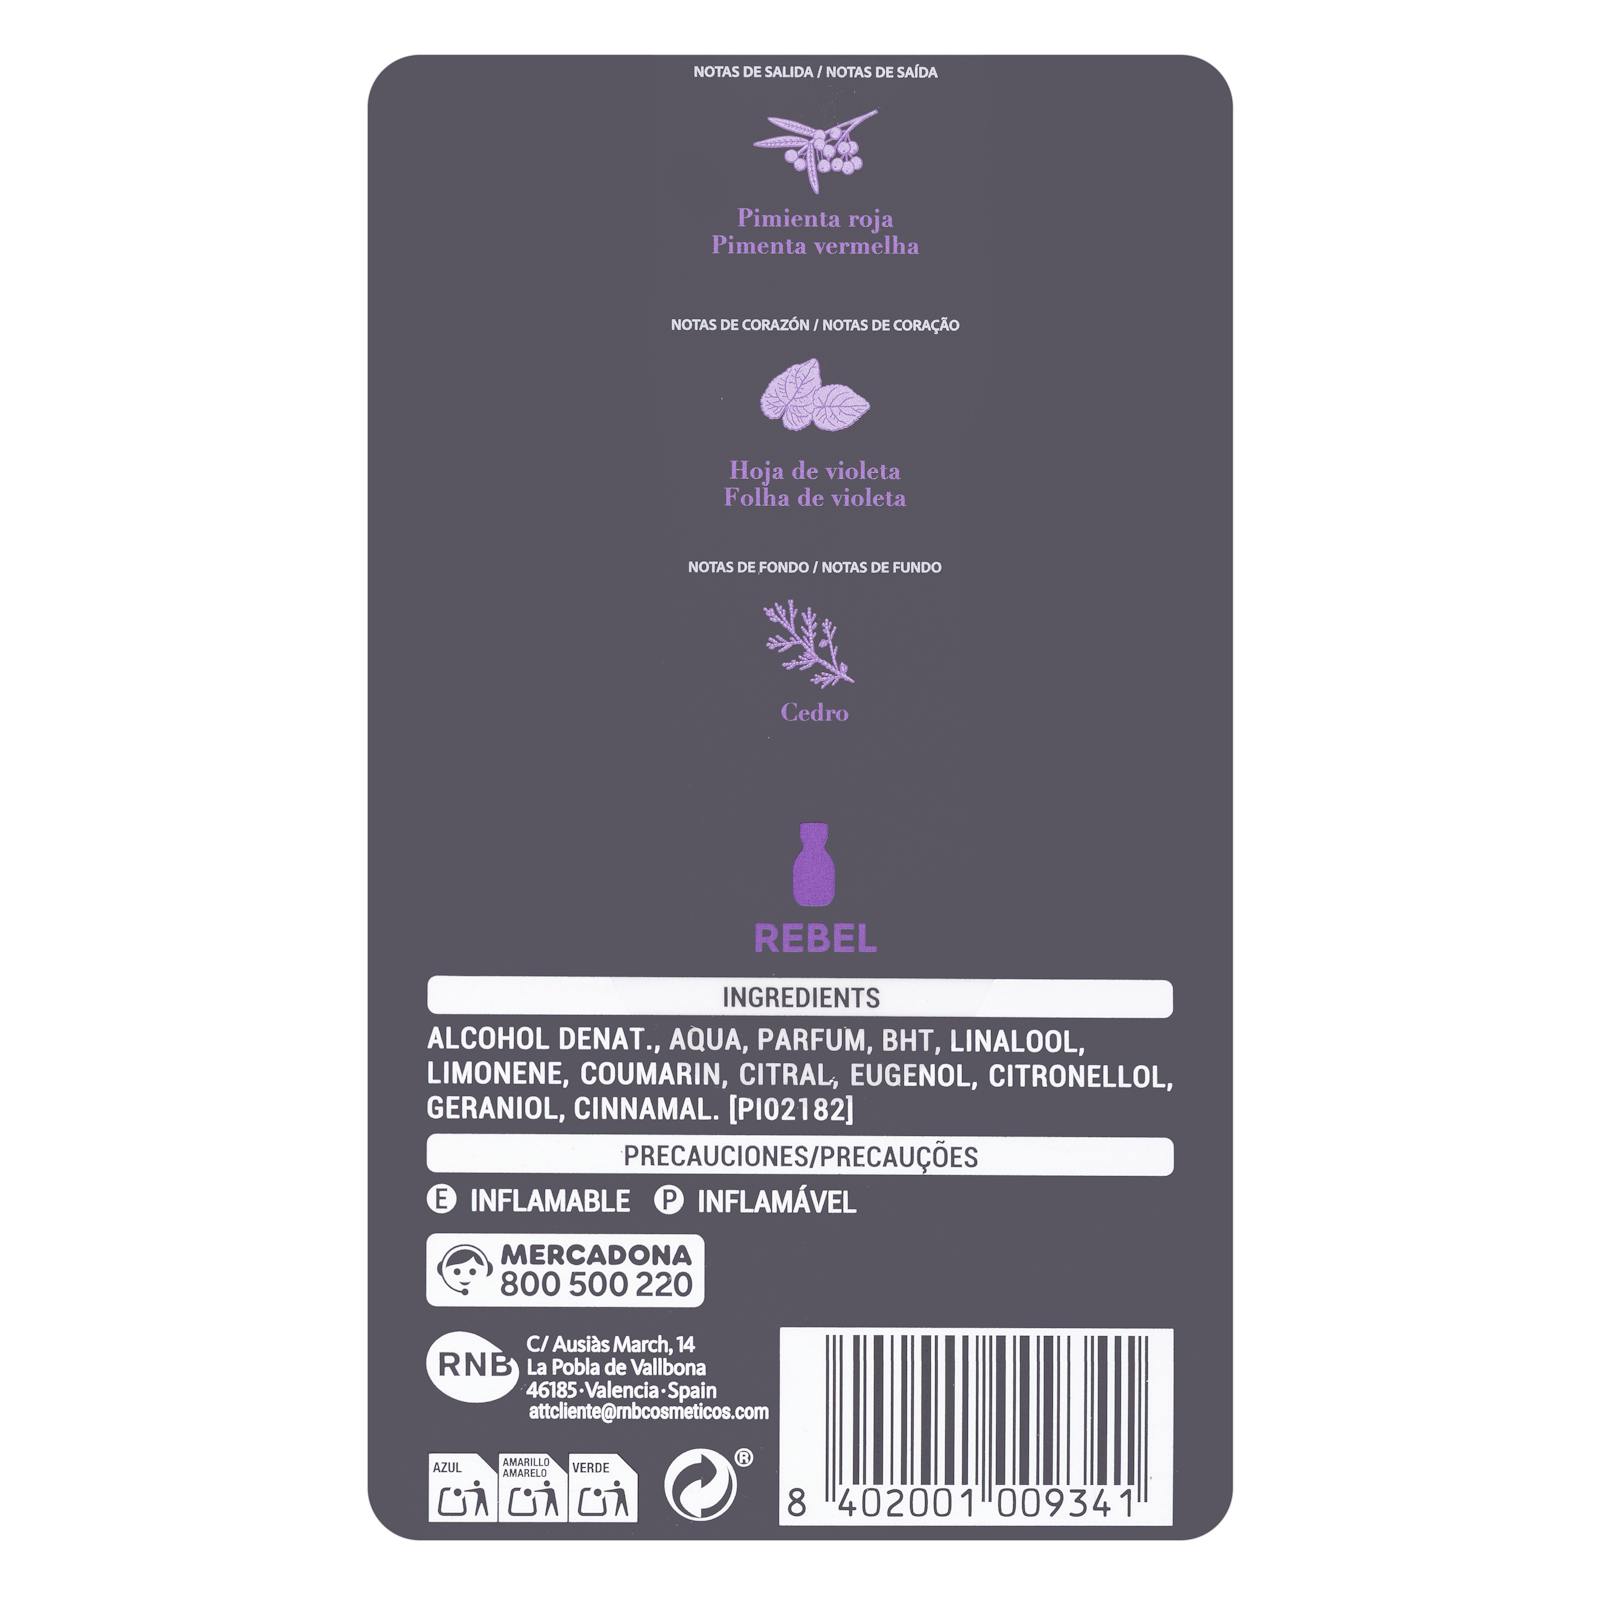 NOTAS DE SALIDA / NOTAS DE SAÍDA
Pimienta roja
Pimenta vermelha
NOTAS DE CORAZÓN / NOTAS DE CORAÇÃO
Hoja de violeta
Folha de violeta
NOTAS DE FONDO / NOTAS DE FUNDO
Cedro
REBEL
INGREDIENTS
ALCOHOL DENAT., AQUA, PARFUM, BHT, LINALOOL,
LIMONENE, COUMARIN, CITRAL, EUGENOL, CITRONELLOL,
GERANIOL, CINNAMAL. [PI02182]
PRECAUCIONES/PRECAUÇÕES
E INFLAMABLE P INFLAMÁVEL
MERCADONA
800 500 220
RNB
C/ Ausiàs March, 14
La Pobla de Vallbona
46185·Valencia·Spain
attcliente@rnbcosmeticos.com
AZUL
AMARILLO
AMARELO
VERDE
®
8 402001 009341